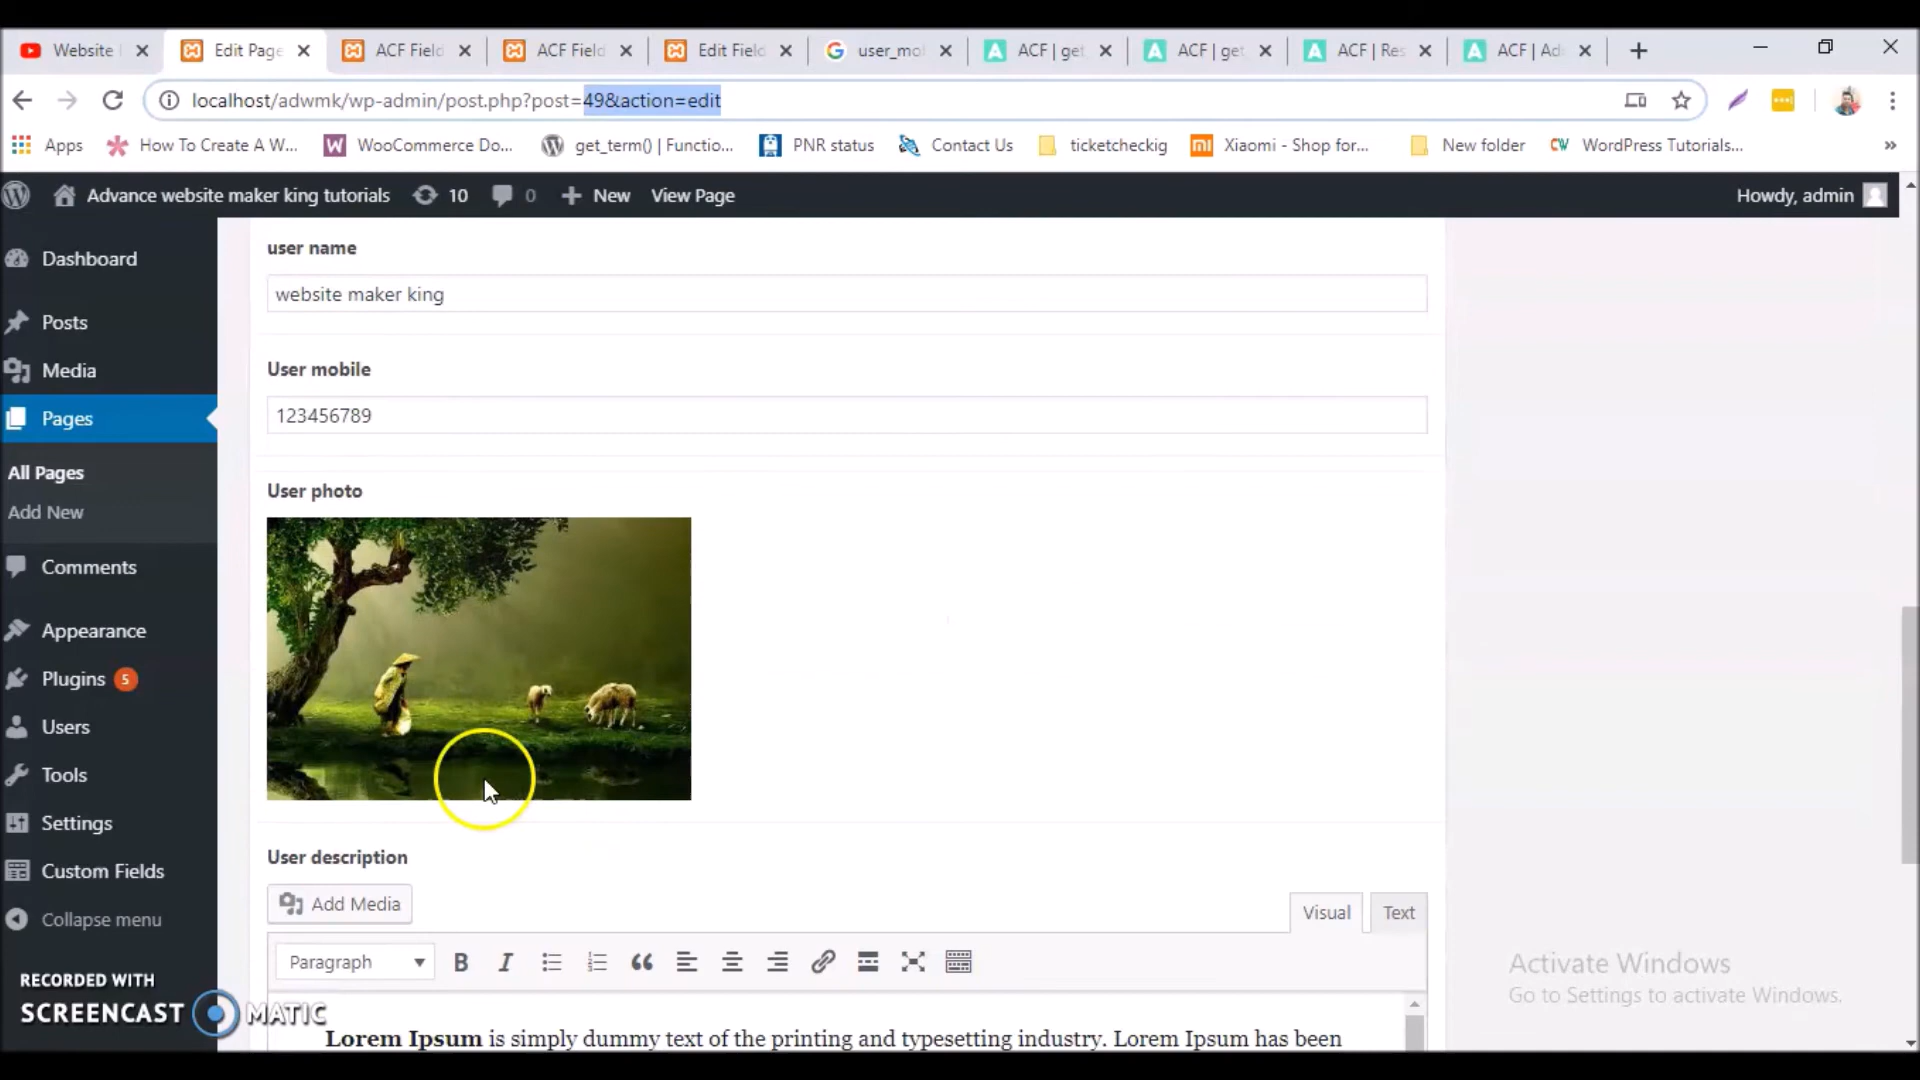 Website
Edit Page
ACF Field
ACF Field
Edit Field
user_mo
ACF | get
ACF | get
ACF | Res
ACF | Ad
localhost/adwmk/wp-admin/post.php?post=49&action=edit
Apps
How To Create A W...
WooCommerce Do...
get_term() | Functio...
PNR status
Contact Us
ticketcheckig
Xiaomi - Shop for...
New folder
WordPress Tutorials...
Advance website maker king tutorials
10
0
New
View Page
Howdy, admin
Dashboard
Posts
Media
Pages
All Pages
Add New
Comments
Appearance
Plugins 5
Users
Tools
Settings
Custom Fields
Collapse menu
user name
website maker king
User mobile
123456789
User photo
User description
Add Media
Visual
Text
Paragraph
Lorem Ipsum is simply dummy text of the printing and typesetting industry. Lorem Ipsum has been
Activate Windows
Go to Settings to activate Windows.
RECORDED WITH
SCREENCAST MATIC